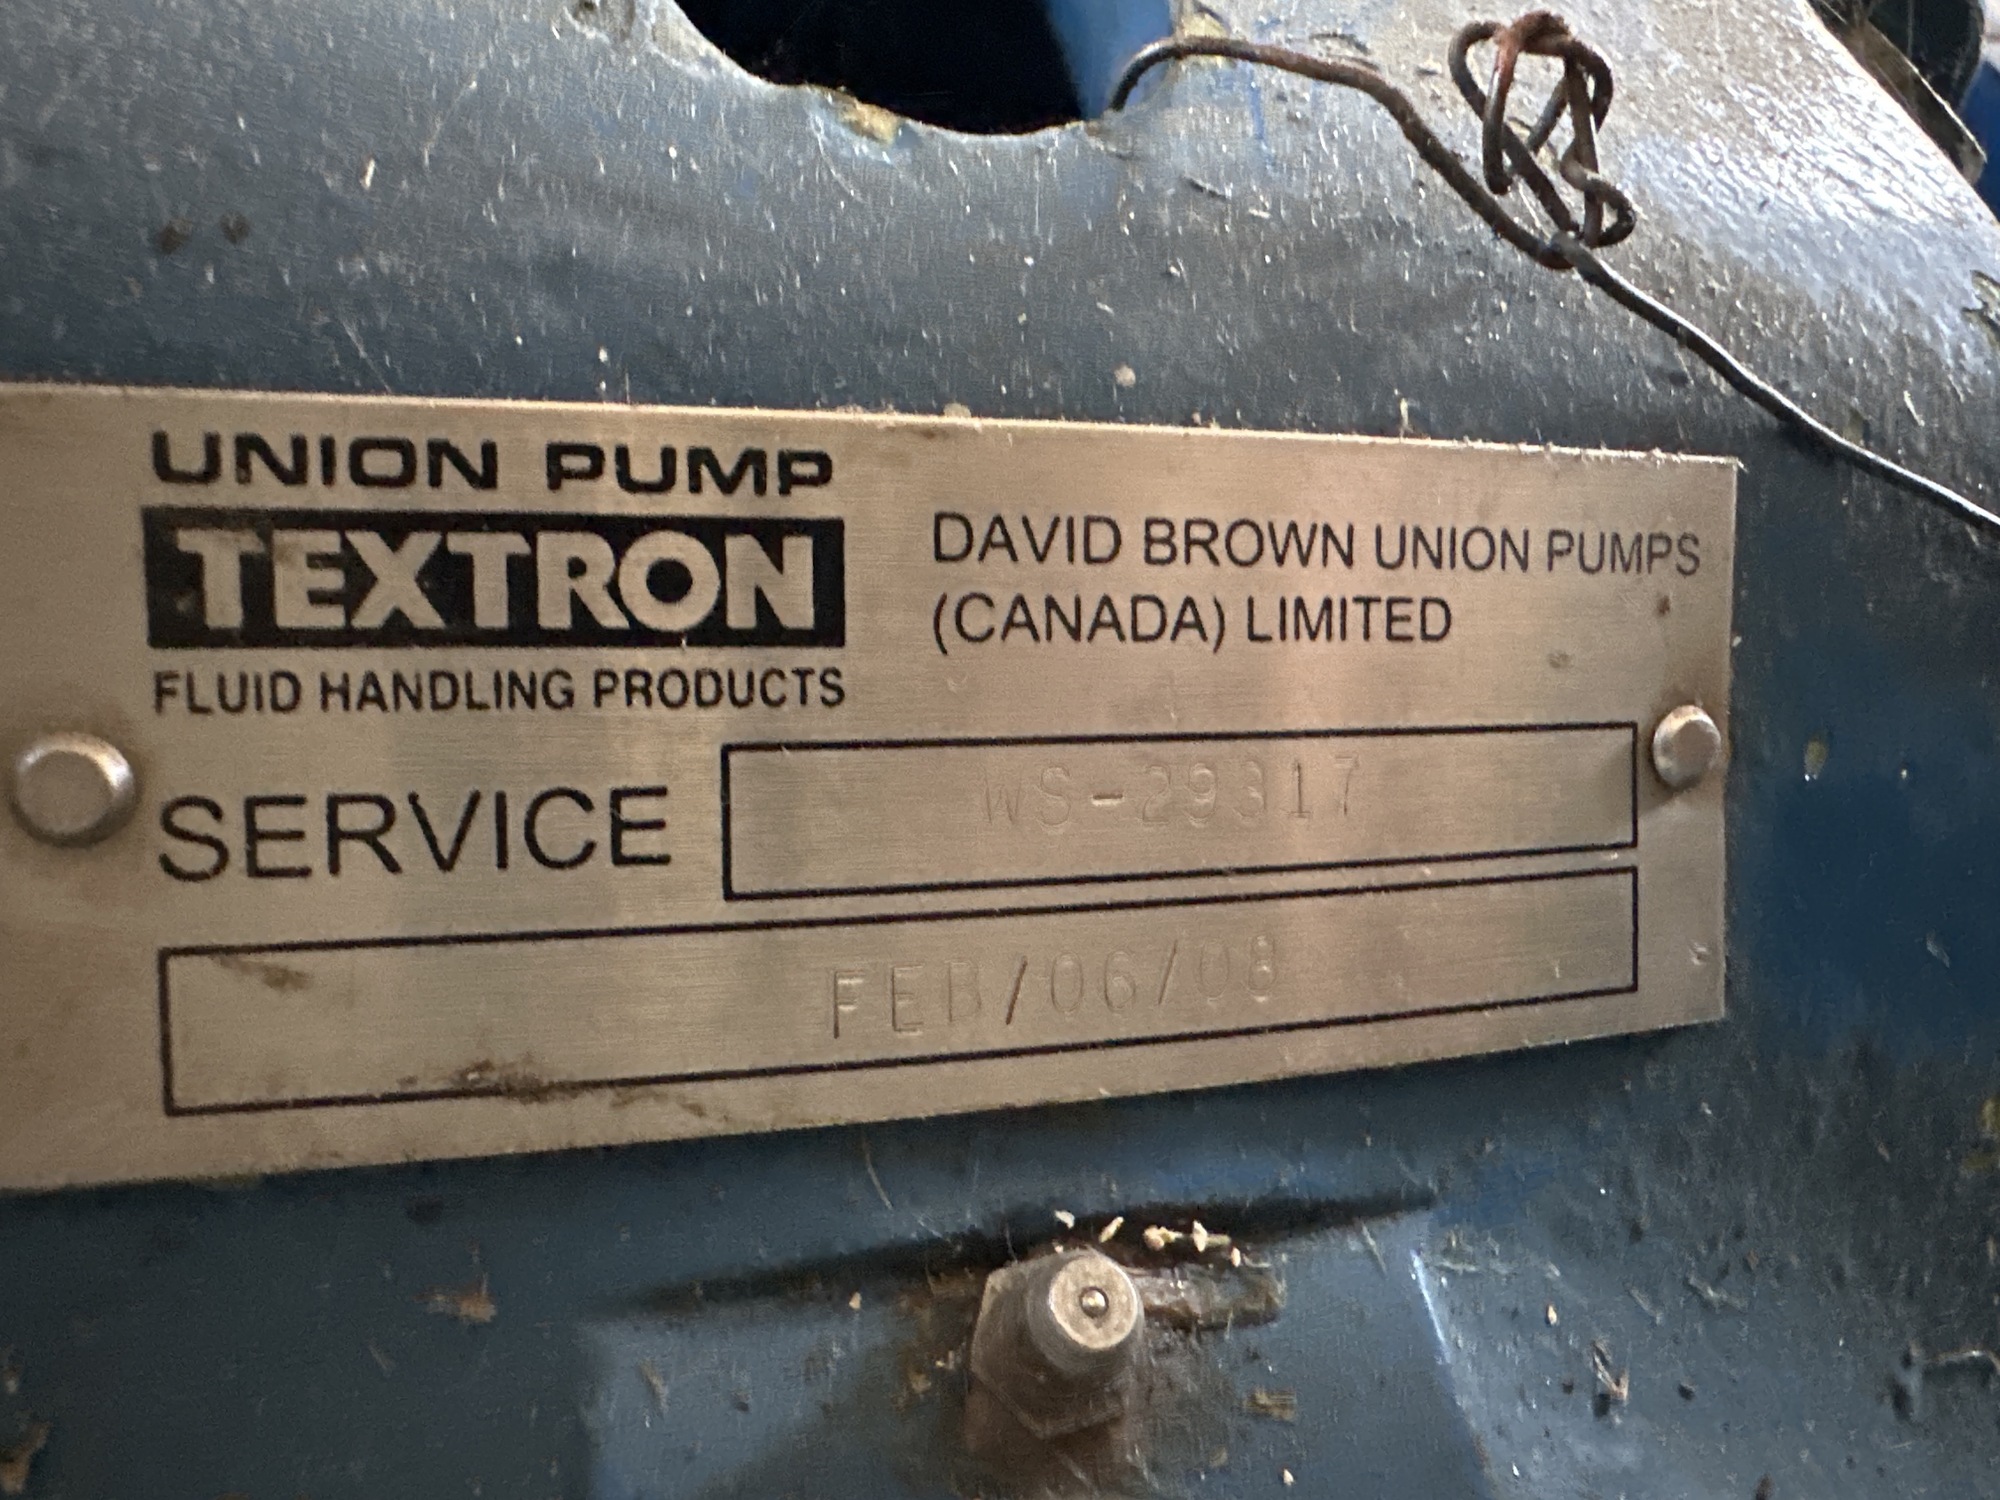 UNION PUMP
TEXTRON
FLUID HANDLING PRODUCTS
DAVID BROWN UNION PUMPS
(CANADA) LIMITED
SERVICE WS-29317
FEB/06/08